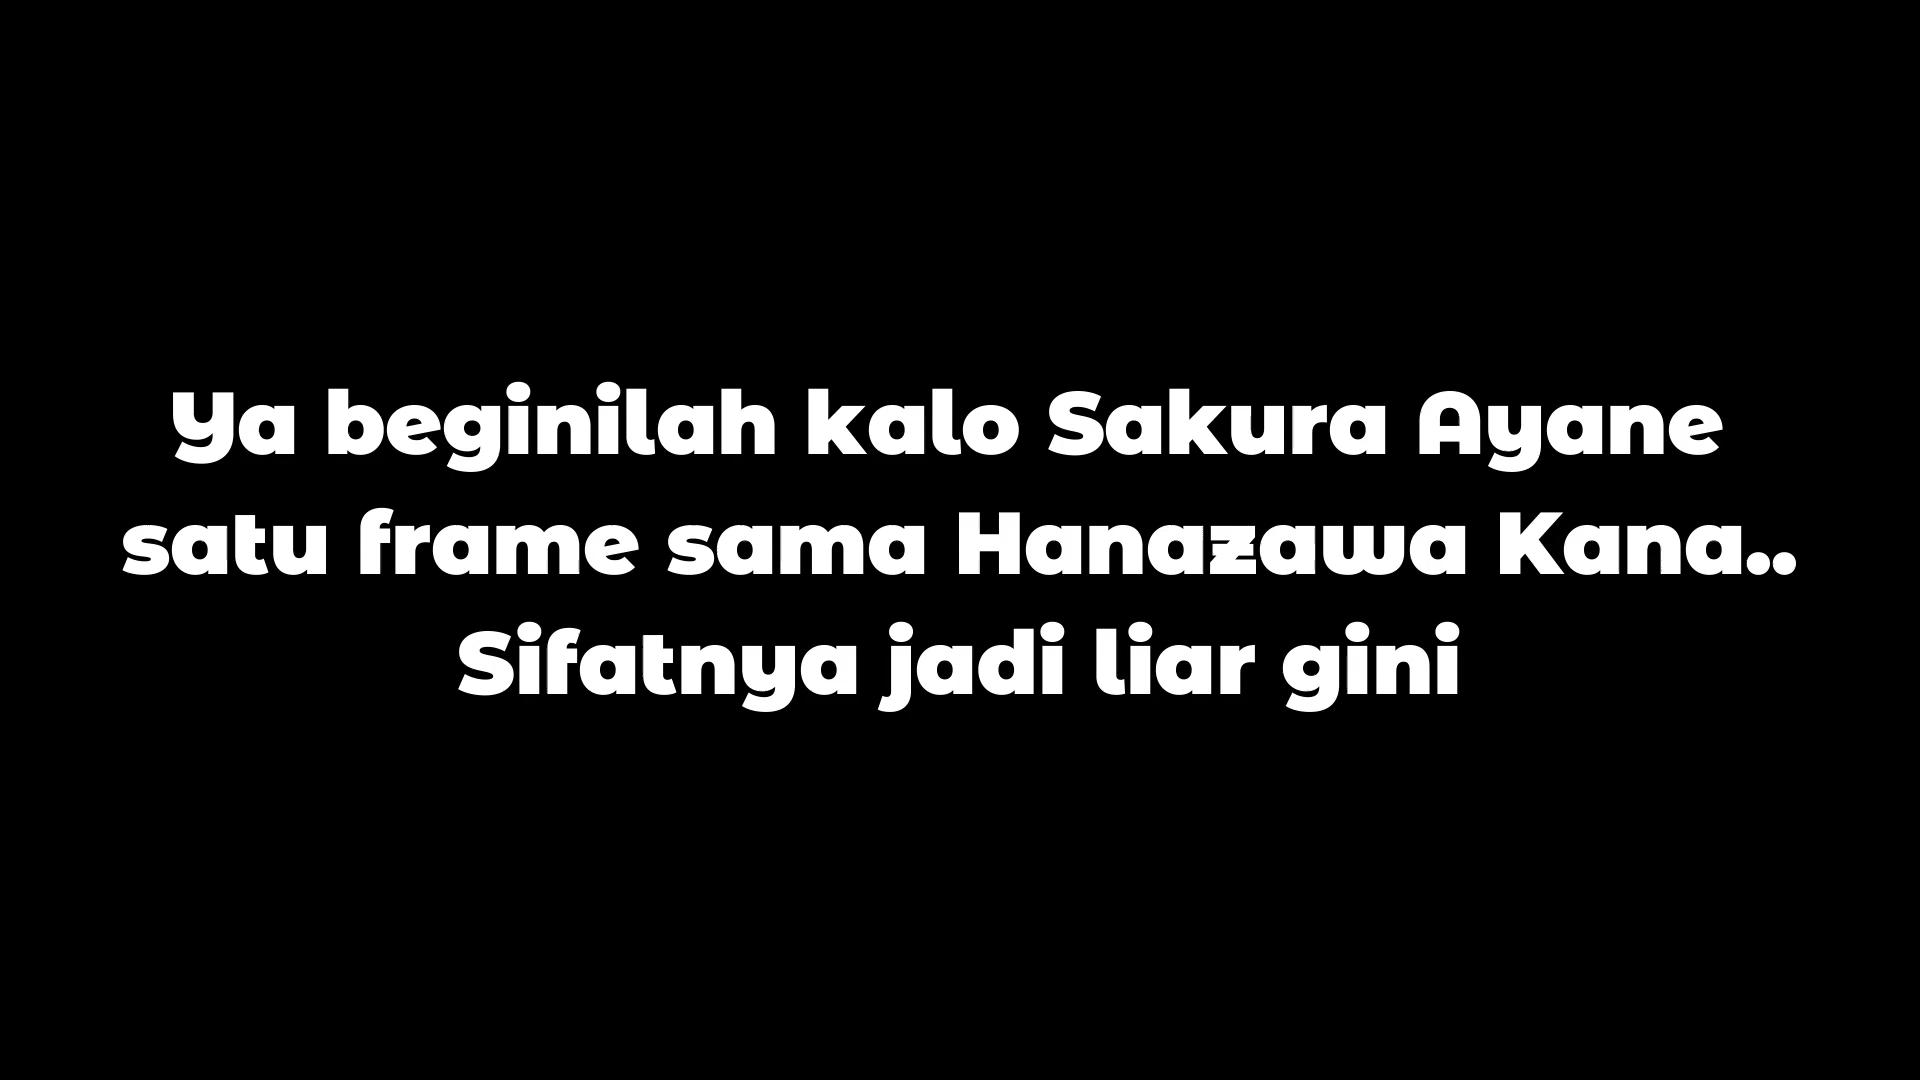 Ya beginilah kalo Sakura Ayane
satu frame sama Hanazawa Kana..
Sifatnya jadi liar gini